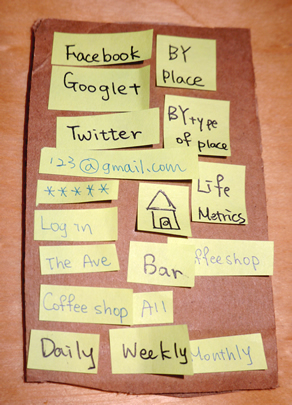 Facebook
BY
Place
Google+
BY type
of place
Twitter
123@gmail.com
*****
Life
Metrics
Log in
The Ave
Bar
ffeeshop
Coffee shop
All
Daily
Weekly
Monthly